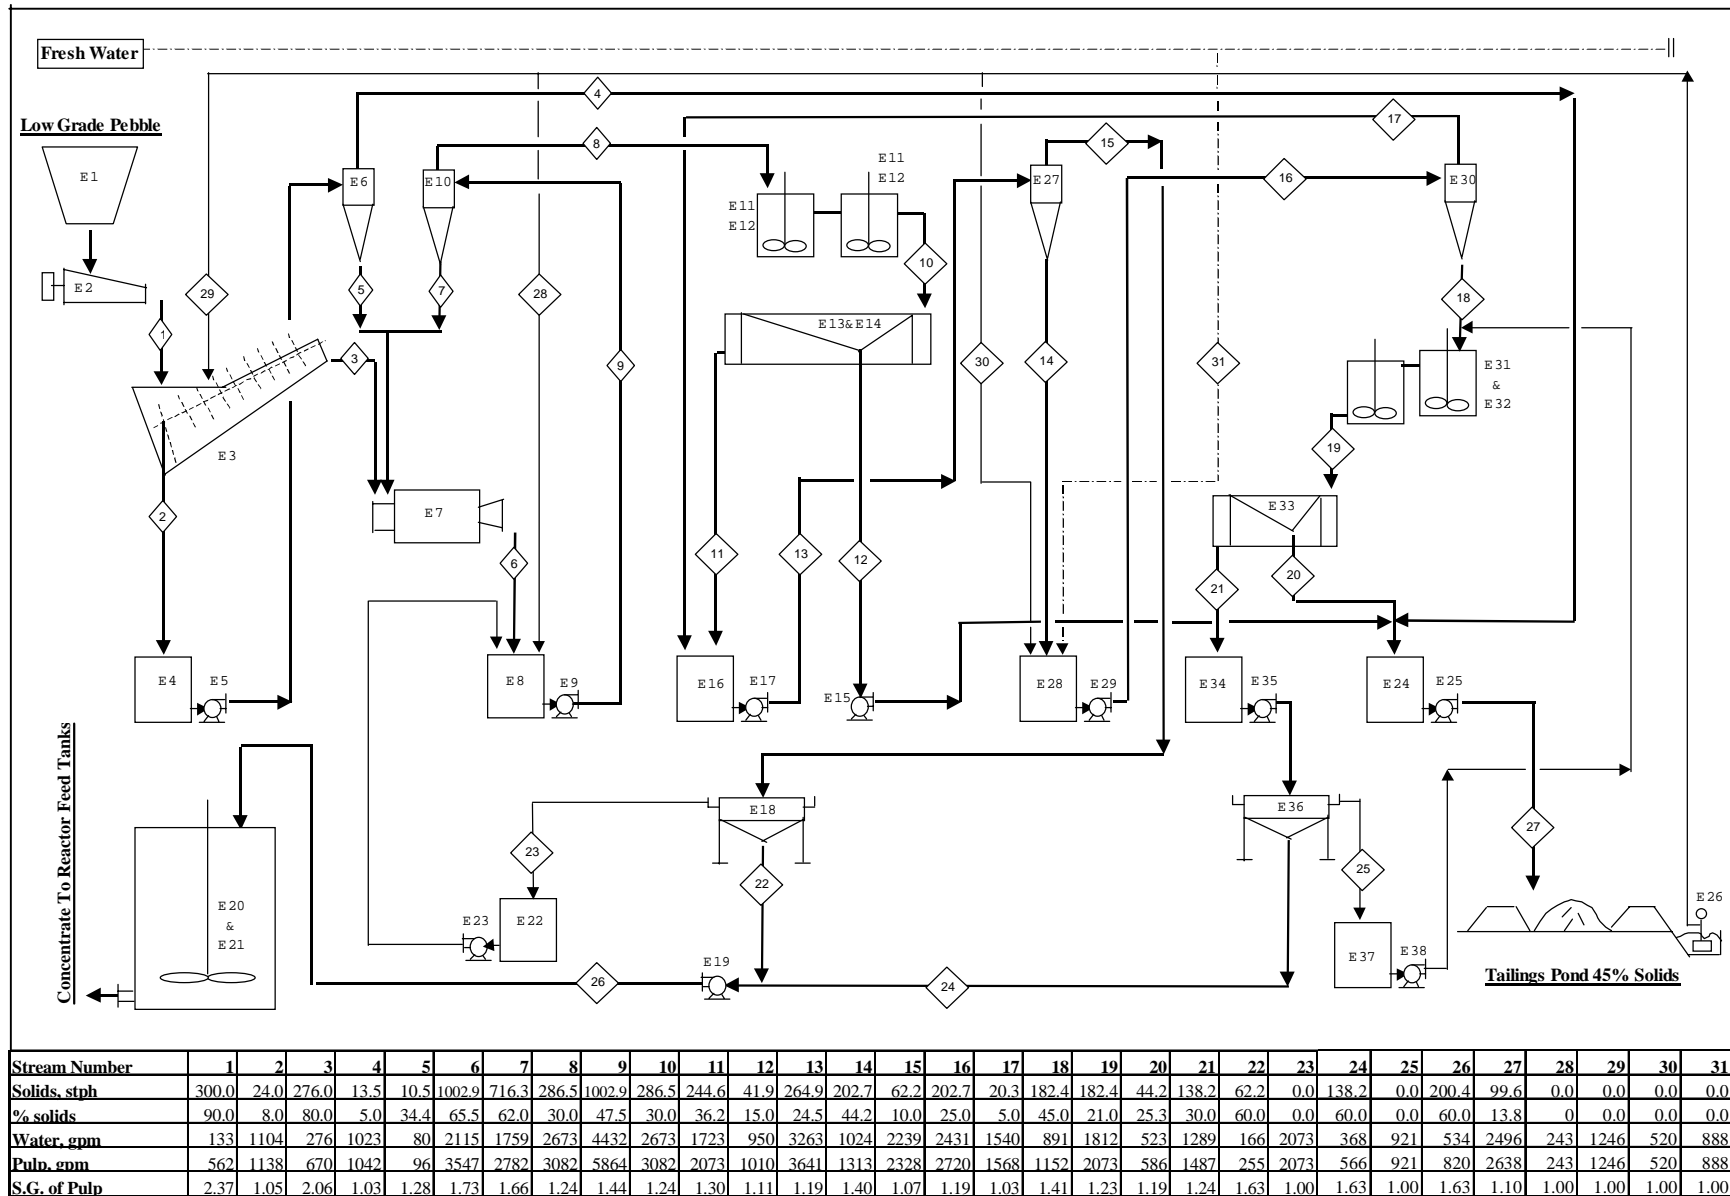 Fresh Water
4
Low Grade Pebble
17
8
15
E11
E12
E1
E6
E10
E27
16
E30
E11
E12
10
E2
29
5
7
28
18
1
E13&E14
3
9
30
14
31
E31
&
E32
E3
19
2
E7
E33
6
11
13
12
21
20
E4
E5
E8
E9
E16
E17
E15
E28
E29
E34
E35
E24
E25
Concentrate To Reactor Feed Tanks
E18
E36
27
23
22
25
E20
&
E21
E23
E22
E26
E19
E37
E38
26
24
Tailings Pond 45% Solids
Stream Number 1 2 3 4 5 6 7 8 9 10 11 12 13 14 15 16 17 18 19 20 21 22 23 24 25 26 27 28 29 30 31
Solids, stph 300.0 24.0 276.0 13.5 10.5 1002.9 716.3 286.5 1002.9 286.5 244.6 41.9 264.9 202.7 62.2 202.7 20.3 182.4 182.4 44.2 138.2 62.2 0.0 138.2 0.0 200.4 99.6 0.0 0.0 0.0 0.0
% solids 90.0 8.0 80.0 5.0 34.4 65.5 62.0 30.0 47.5 30.0 36.2 15.0 24.5 44.2 10.0 25.0 5.0 45.0 21.0 25.3 30.0 60.0 0.0 60.0 0.0 60.0 13.8 0 0.0 0.0 0.0
Water, gpm 133 1104 276 1023 80 2115 1759 2673 4432 2673 1723 950 3263 1024 2239 2431 1540 891 1812 523 1289 166 2073 368 921 534 2496 243 1246 520 888
Pulp, gpm 562 1138 670 1042 96 3547 2782 3082 5864 3082 2073 1010 3641 1313 2328 2720 1568 1152 2073 586 1487 255 2073 566 921 820 2638 243 1246 520 888
S.G. of Pulp 2.37 1.05 2.06 1.03 1.28 1.73 1.66 1.24 1.44 1.24 1.30 1.11 1.19 1.40 1.07 1.19 1.03 1.41 1.23 1.19 1.24 1.63 1.00 1.63 1.00 1.63 1.10 1.00 1.00 1.00 1.00